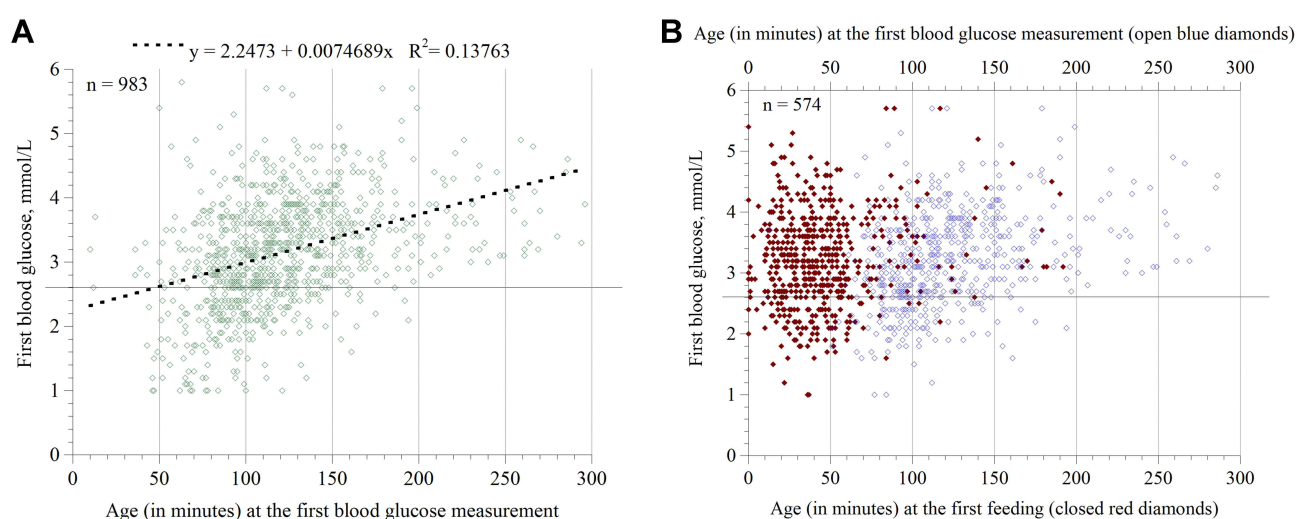 A
y = 2.2473 + 0.0074689x R²= 0.13763
n = 983
First blood glucose, mmol/L
6
5
4
3
2
1
0
0 50 100 150 200 250 300
Age (in minutes) at the first blood glucose measurement
B
Age (in minutes) at the first blood glucose measurement (open blue diamonds)
0 50 100 150 200 250 300
n = 574
First blood glucose, mmol/L
6
5
4
3
2
1
0
0 50 100 150 200 250 300
Age (in minutes) at the first feeding (closed red diamonds)